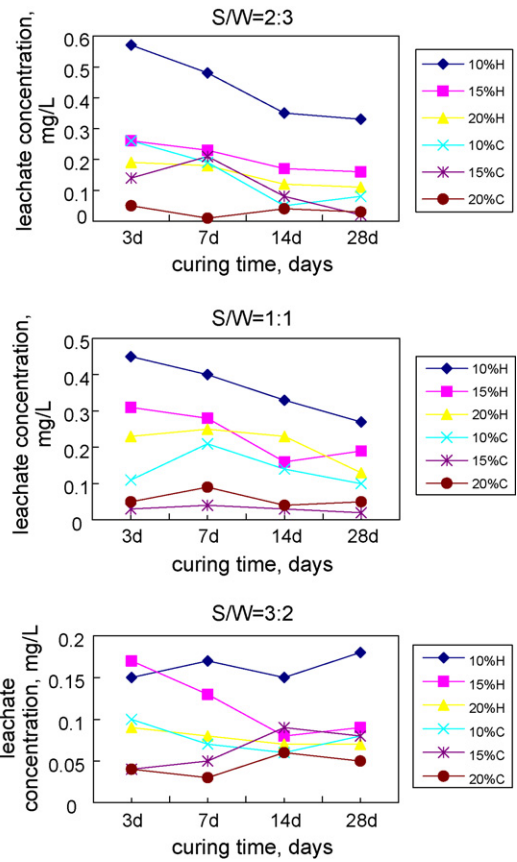 S/W=2:3
leachate concentration,
mg/L
0.6
0.5
0.4
0.3
0.2
0.1
0
3d 7d 14d 28d
curing time, days
10%H
15%H
20%H
10%C
15%C
20%C
S/W=1:1
leachate concentration,
mg/L
0.5
0.4
0.3
0.2
0.1
0
3d 7d 14d 28d
curing time, days
10%H
15%H
20%H
10%C
15%C
20%C
S/W=3:2
leachate
concentration, mg/L
0.2
0.15
0.1
0.05
0
3d 7d 14d 28d
curing time, days
10%H
15%H
20%H
10%C
15%C
20%C